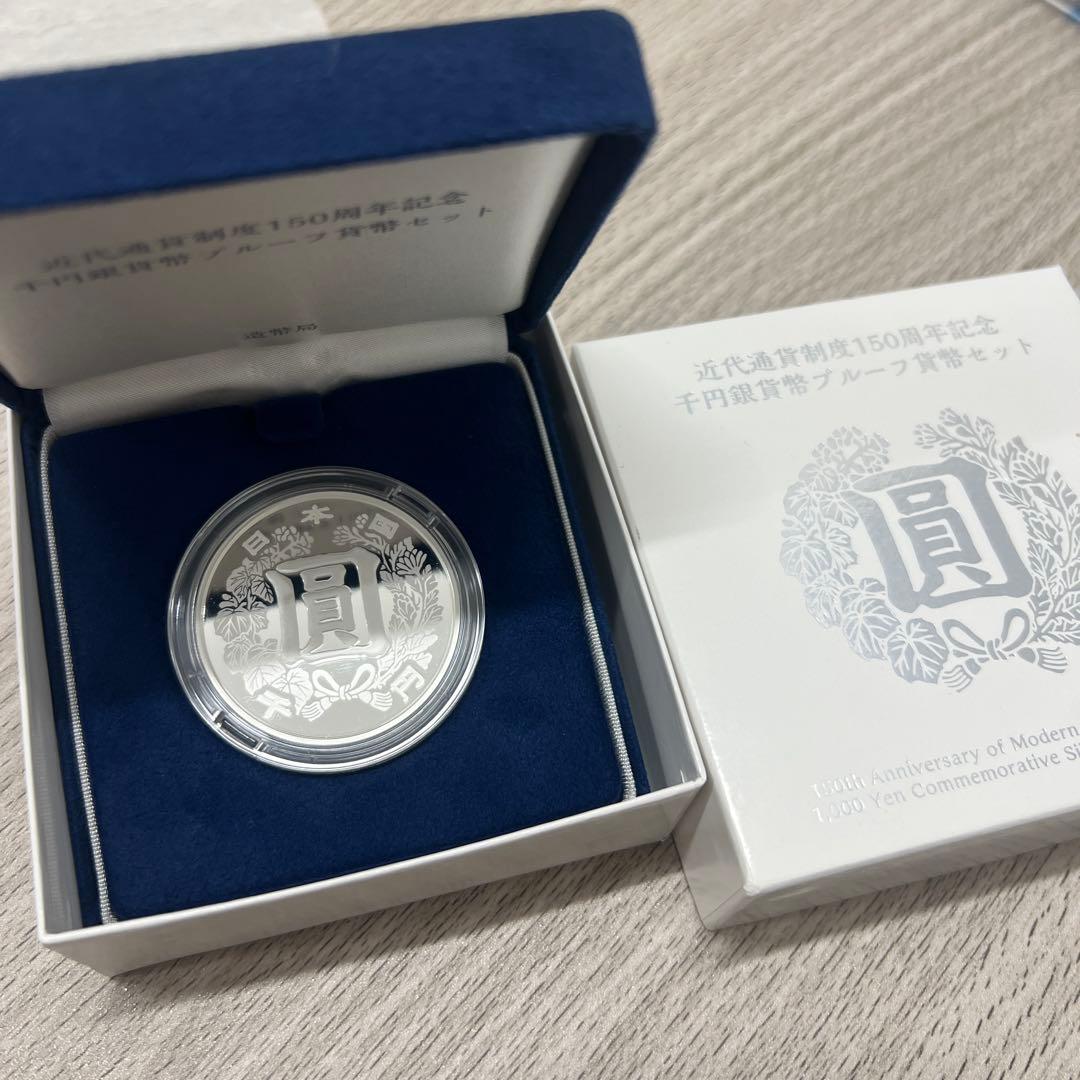 近代通貨制度150周年記念
千円銀貨幣プルーフ貨幣セット
造幣局
日本国
圓
千円
近代通貨制度150周年記念
千円銀貨幣プルーフ貨幣セット
圓
150th Anniversary of Modern
1,000 Yen Commemorative Si